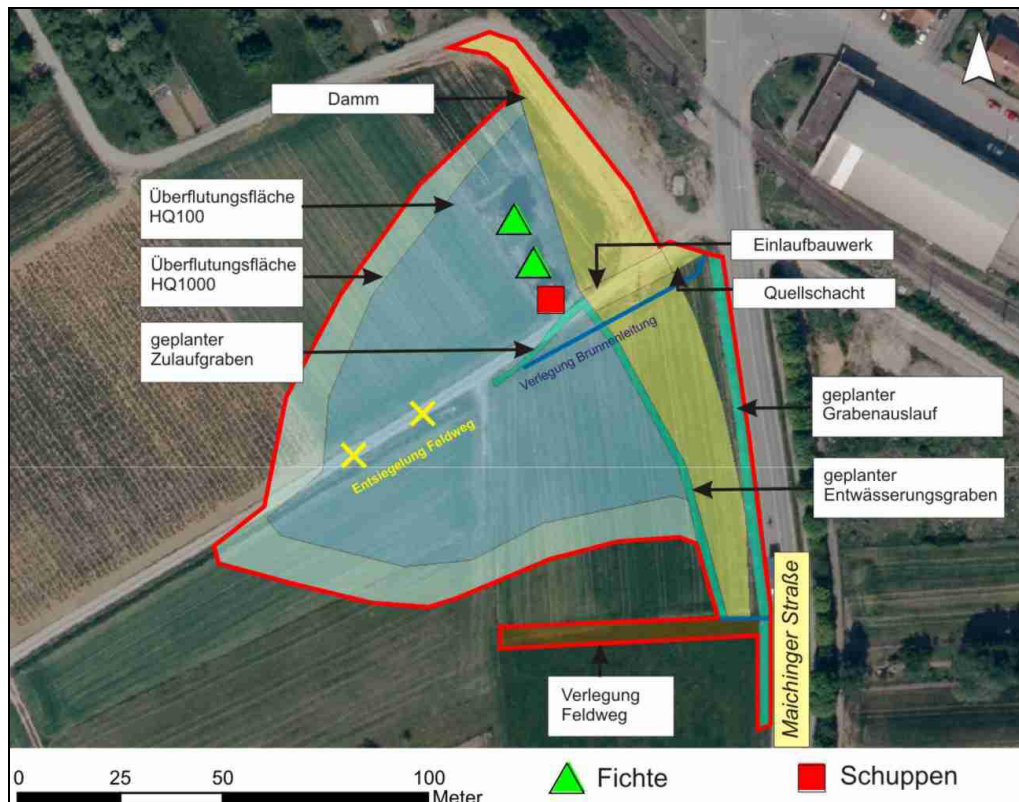 Damm
Überflutungsfläche
HQ100
Einlaufbauwerk
Überflutungsfläche
HQ1000
Quellschacht
geplanter
Zulaufgraben
Verlegung Brunnenleitung
geplanter
Grabenauslauf
Entsiegelung Feldweg
geplanter
Entwässerungsgraben
Maichinger Straße
Verlegung
Feldweg
0 25 50 100
Meter
Fichte
Schuppen